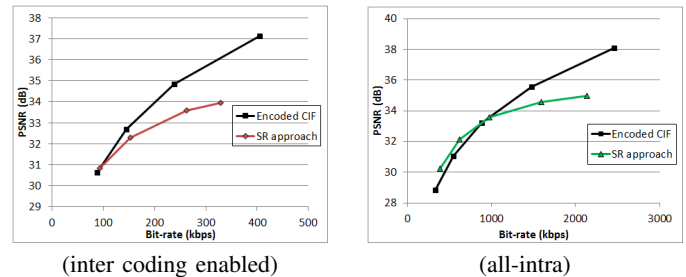 38
37
36
35
34
33
32
31
30
29
PSNR (dB)
Encoded CIF
SR approach
0 100 200 300 400 500
Bit-rate (kbps)
(inter coding enabled)
40
38
36
34
32
30
28
PSNR (dB)
Encoded CIF
SR approach
0 1000 2000 3000
Bit-rate (kbps)
(all-intra)